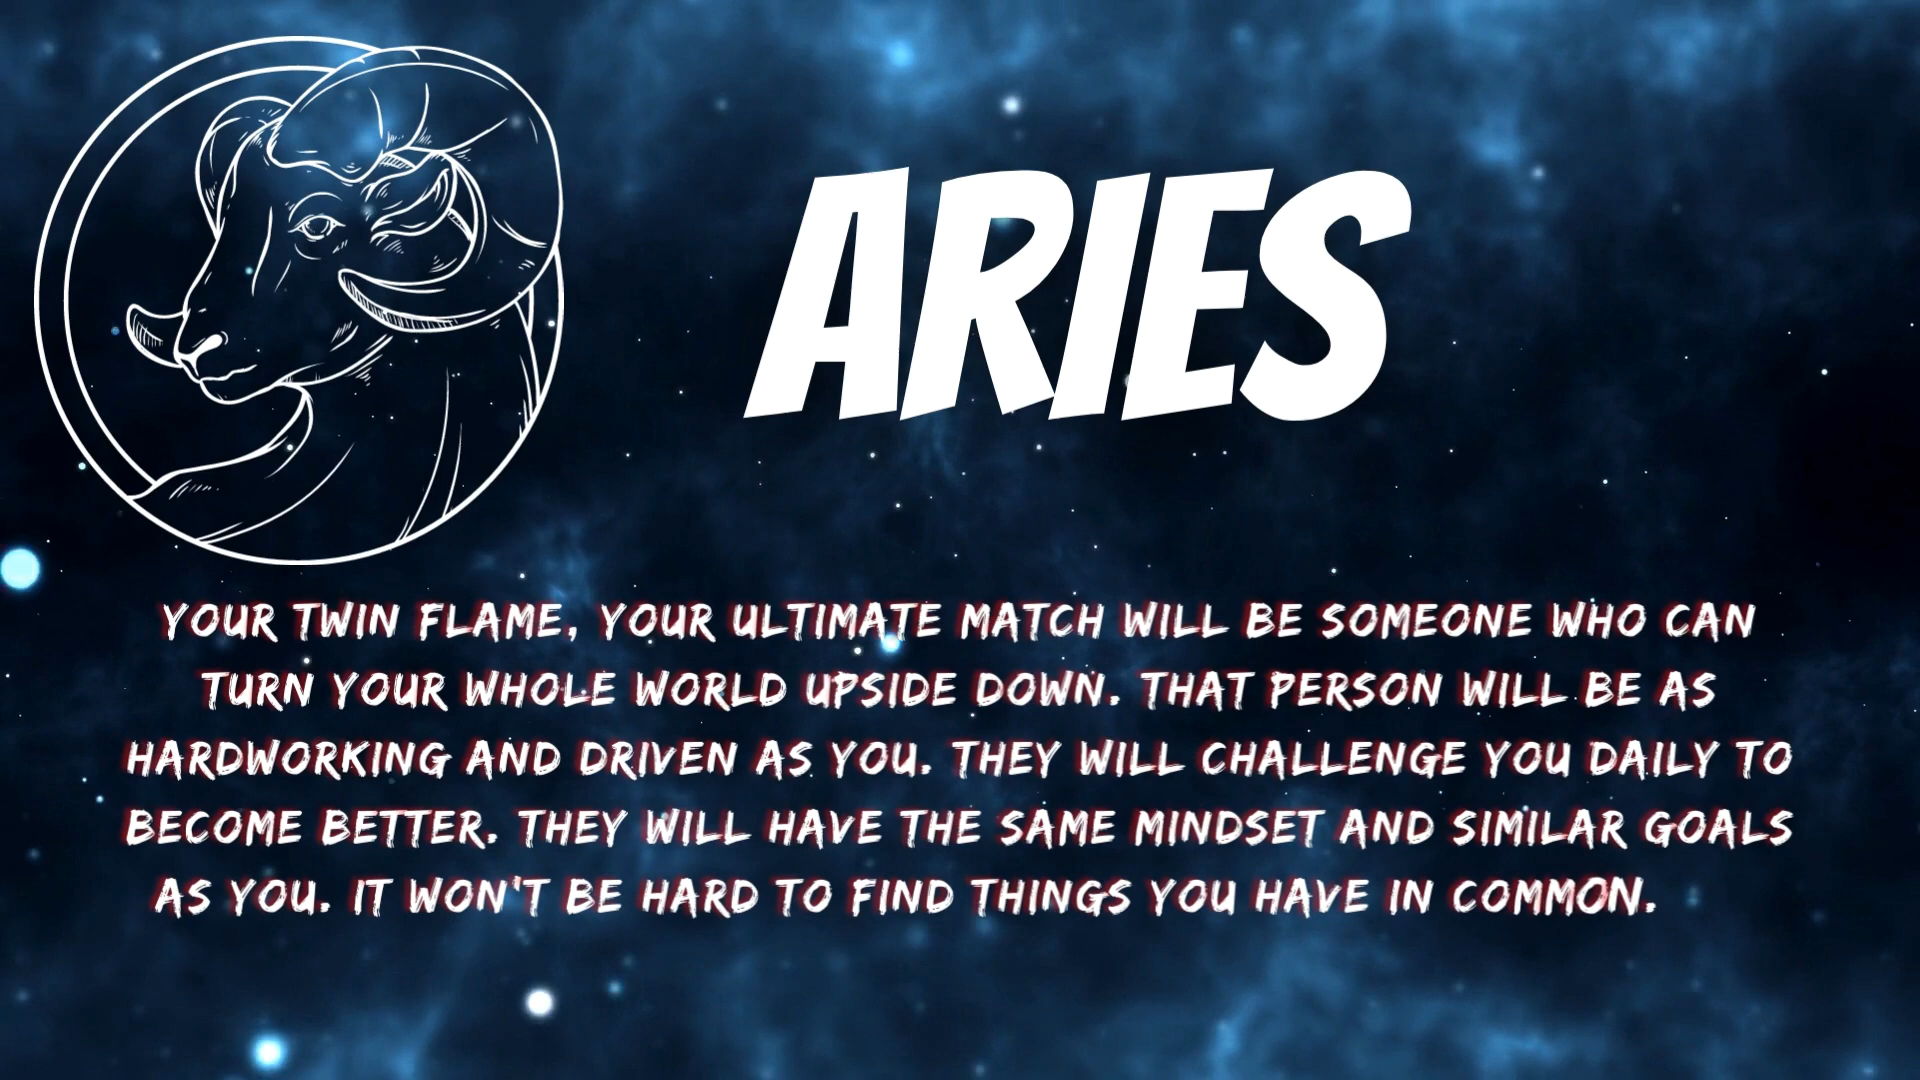 ARIES
YOUR TWIN FLAME, YOUR ULTIMATE MATCH WILL BE SOMEONE WHO CAN
TURN YOUR WHOLE WORLD UPSIDE DOWN. THAT PERSON WILL BE AS
HARDWORKING AND DRIVEN AS YOU. THEY WILL CHALLENGE YOU DAILY TO
BECOME BETTER. THEY WILL HAVE THE SAME MINDSET AND SIMILAR GOALS
AS YOU. IT WON'T BE HARD TO FIND THINGS YOU HAVE IN COMMON.